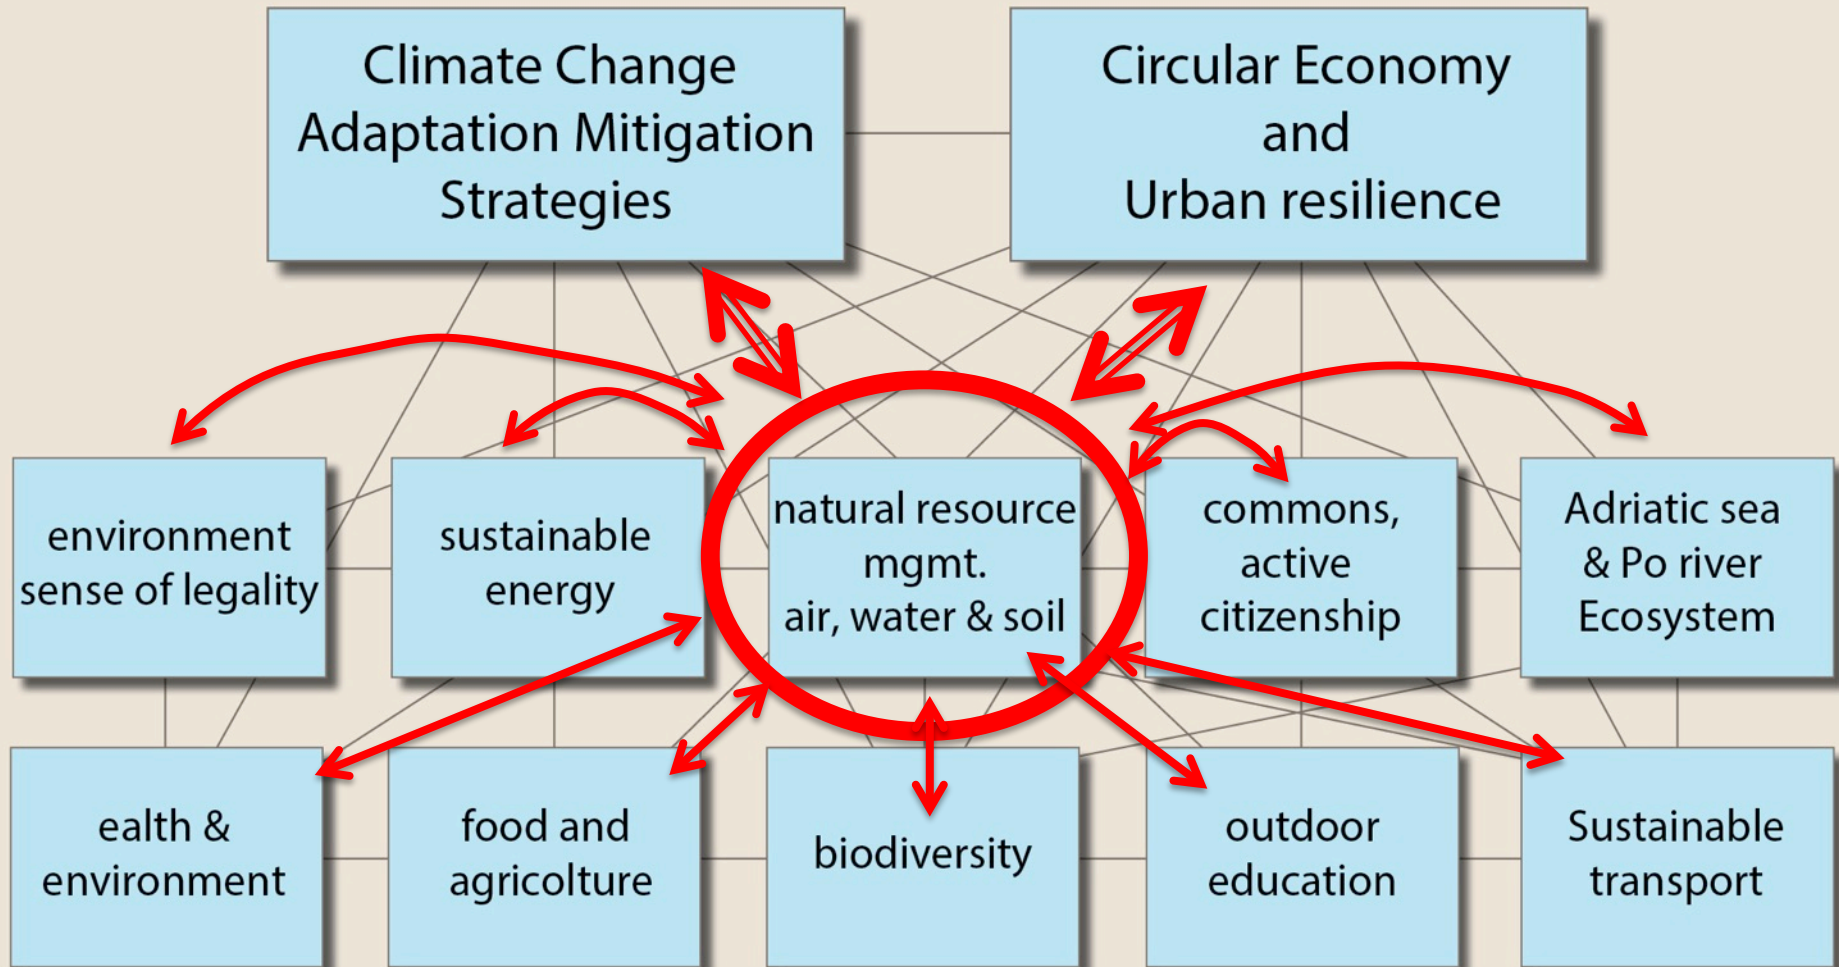 Climate Change
Adaptation Mitigation
Strategies
Circular Economy
and
Urban resilience
environment
sense of legality
sustainable
energy
natural resource
mgmt.
air, water & soil
commons,
active
citizenship
Adriatic sea
& Po river
Ecosystem
ealth &
environment
food and
agricolture
biodiversity
outdoor
education
Sustainable
transport